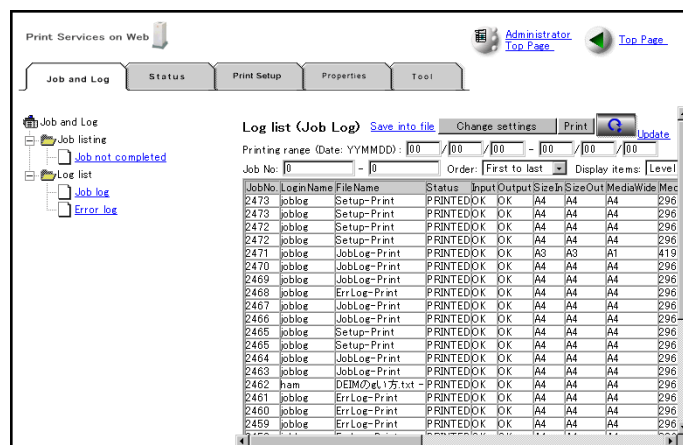 Print Services on Web
Administrator
Top Page
Top Page
Job and Log
Status
Print Setup
Properties
Tool
Job and Log
Job listing
Job not completed
Log list
Job log
Error log
Log list (Job Log) Save into file Change settings Print Update
Printing range (Date: YYMMDD) : 00 /00 /00 - 00 /00 /00
Job No: 0 - 0 Order: First to last Display items: Level
JobNo. LoginName FileName Status Input Output SizeIn SizeOut MediaWide Med
2473 joblog Setup-Print PRINTED OK OK A4 A4 A4 296
2473 joblog Setup-Print PRINTED OK OK A4 A4 A4 296
2472 joblog Setup-Print PRINTED OK OK A4 A4 A4 296
2472 joblog Setup-Print PRINTED OK OK A4 A4 A4 296
2471 joblog JobLog-Print PRINTED OK OK A3 A3 A1 419
2470 joblog JobLog-Print PRINTED OK OK A4 A4 A4 296
2469 joblog JobLog-Print PRINTED OK OK A4 A4 A4 296
2468 joblog ErrLog-Print PRINTED OK OK A4 A4 A4 296
2467 joblog JobLog-Print PRINTED OK OK A4 A4 A4 296
2466 joblog JobLog-Print PRINTED OK OK A4 A4 A4 296
2465 joblog Setup-Print PRINTED OK OK A4 A4 A4 296
2465 joblog Setup-Print PRINTED OK OK A4 A4 A4 296
2464 joblog JobLog-Print PRINTED OK OK A4 A4 A4 296
2463 joblog JobLog-Print PRINTED OK OK A4 A4 A4 296
2462 ham - PRINTED OK OK A4 A4 A4 296
2461 joblog ErrLog-Print PRINTED OK OK A4 A4 A4 296
2460 joblog ErrLog-Print PRINTED OK OK A4 A4 A4 296
2459 joblog ErrLog-Print PRINTED OK OK A4 A4 A4 296